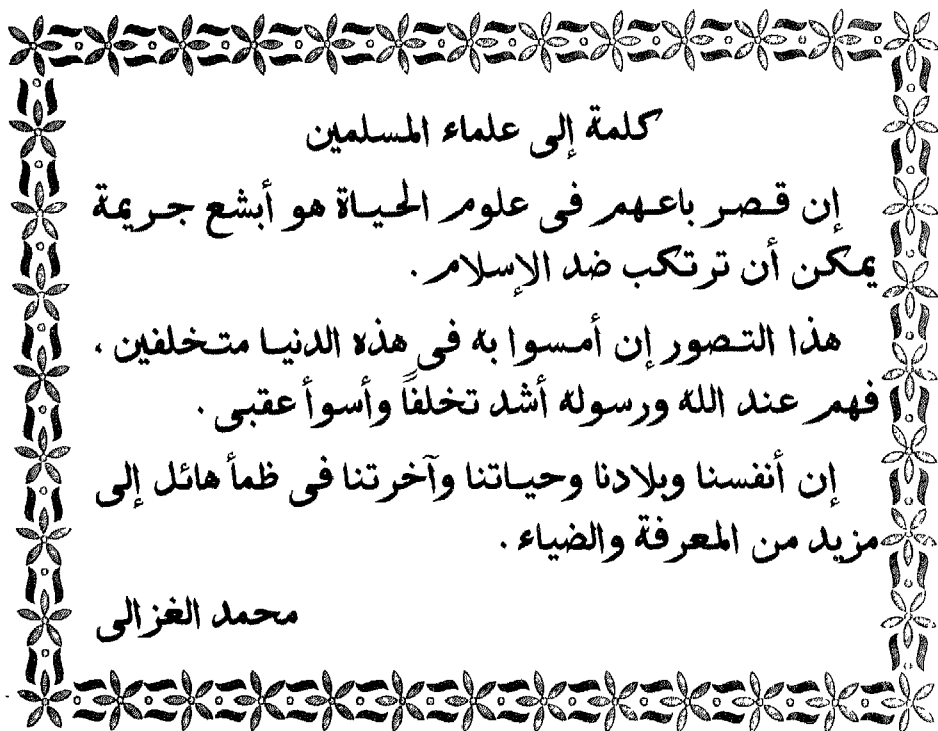 كلمة إلى علماء المسلمين
إن قصر باعهم فى علوم الحياة هو أبشع جريمة
يمكن أن ترتكب ضد الإسلام .
هذا التصور إن أمسوا به فى هذه الدنيا متخلفين .
فهم عند الله ورسوله أشد تخلفاً وأسوأ عقبى .
إن أنفسنا وبلادنا وحياتنا وآخرتنا فى ظمأ هائل إلى
مزيد من المعرفة والضياء .
محمد الغزالى